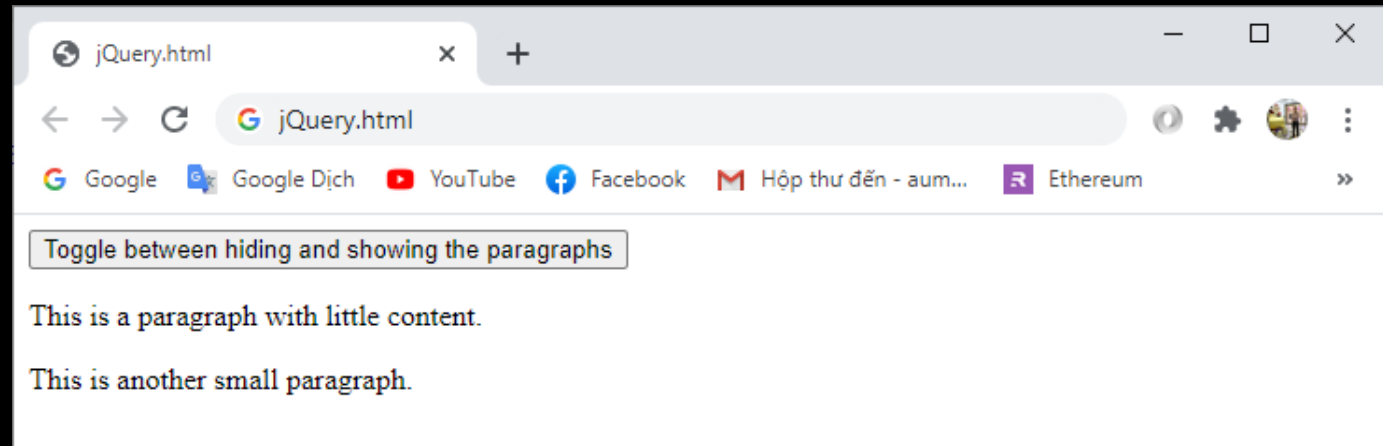 jQuery.html
jQuery.html
Google Google Dịch YouTube Facebook Hộp thư đến - aum... Ethereum
Toggle between hiding and showing the paragraphs
This is a paragraph with little content.
This is another small paragraph.